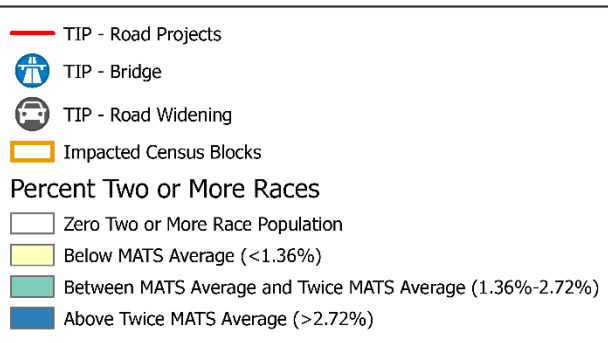 TIP - Road Projects
TIP - Bridge
TIP - Road Widening
Impacted Census Blocks
Percent Two or More Races
Zero Two or More Race Population
Below MATS Average (<1.36%)
Between MATS Average and Twice MATS Average (1.36%-2.72%)
Above Twice MATS Average (>2.72%)